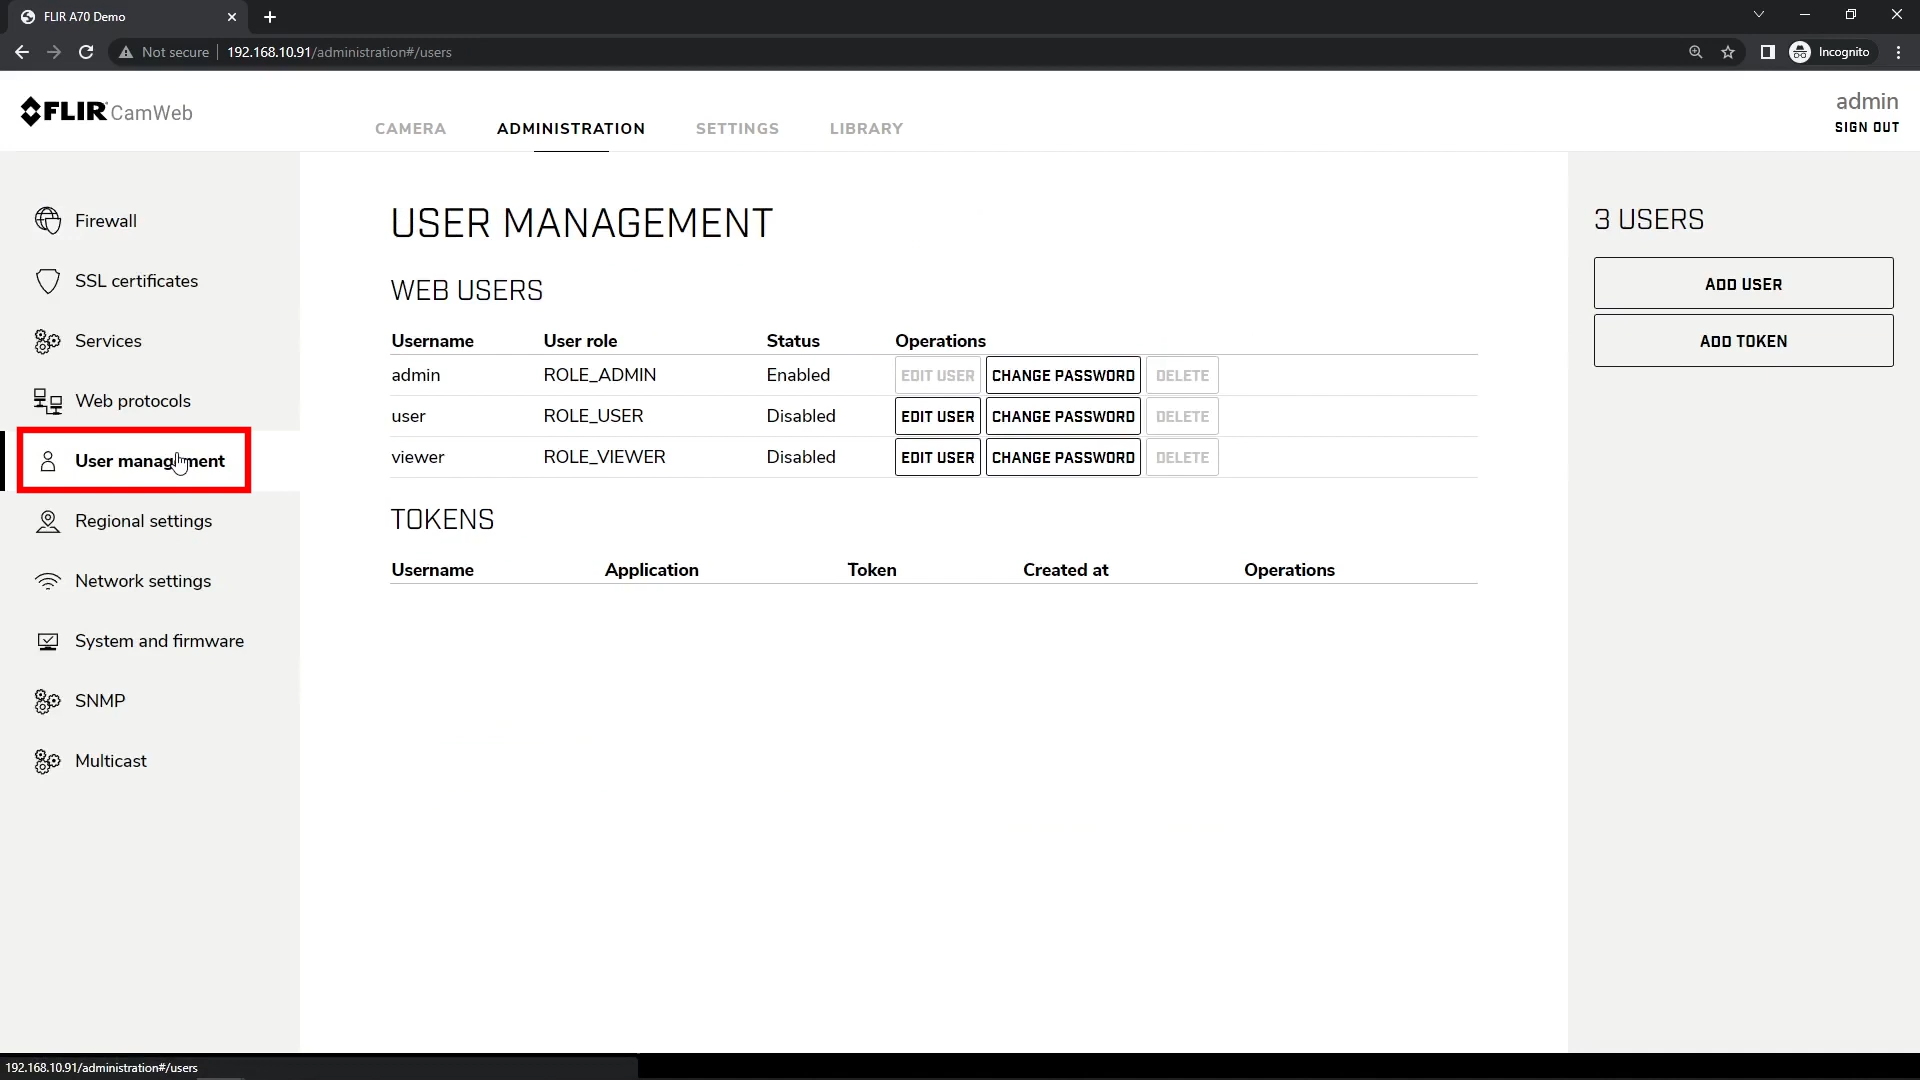 FLIR A70 Demo
Not secure 192.168.10.91/administration#/users Incognito
FLIR CamWeb
CAMERA ADMINISTRATION SETTINGS LIBRARY
admin
SIGN OUT
Firewall
SSL certificates
Services
Web protocols
User management
Regional settings
Network settings
System and firmware
SNMP
Multicast
USER MANAGEMENT
WEB USERS
Username User role Status Operations
admin ROLE_ADMIN Enabled EDIT USER CHANGE PASSWORD DELETE
user ROLE_USER Disabled EDIT USER CHANGE PASSWORD DELETE
viewer ROLE_VIEWER Disabled EDIT USER CHANGE PASSWORD DELETE
TOKENS
Username Application Token Created at Operations
3 USERS
ADD USER
ADD TOKEN
192.168.10.91/administration#/users